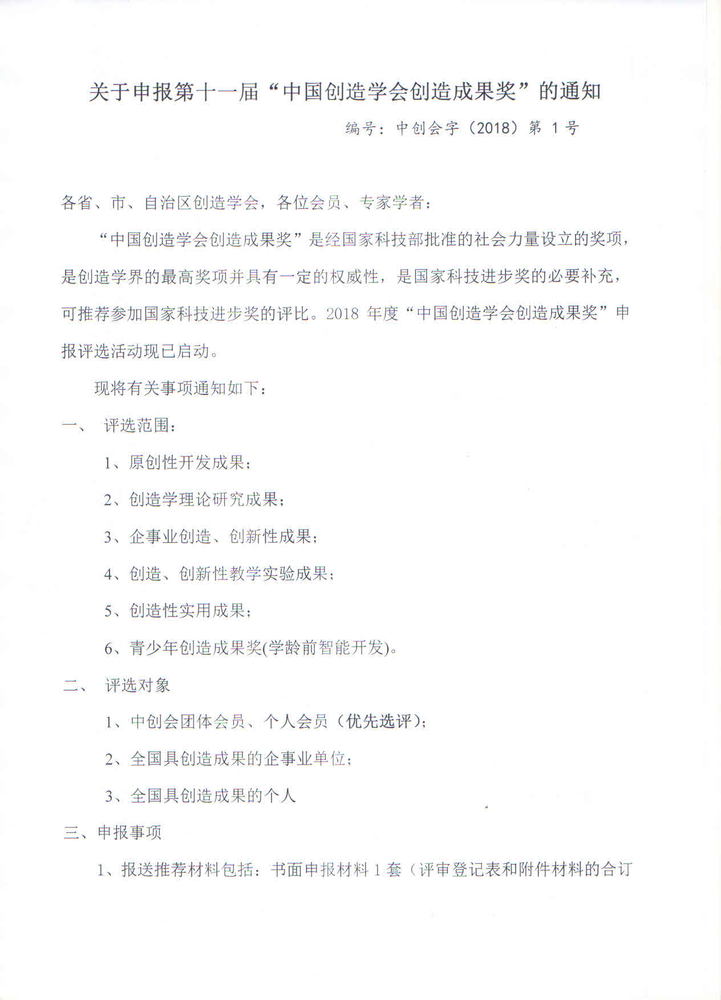 关于申报第十一届“中国创造学会创造成果奖”的通知
编号：中创会字（2018）第 1 号
各省、市、自治区创造学会，各位会员、专家学者：
“中国创造学会创造成果奖”是经国家科技部批准的社会力量设立的奖项，
是创造学界的最高奖项并具有一定的权威性，是国家科技进步奖的必要补充，
可推荐参加国家科技进步奖的评比。2018 年度“中国创造学会创造成果奖”申
报评选活动现已启动。
现将有关事项通知如下：
一、 评选范围：
1、原创性开发成果；
2、创造学理论研究成果；
3、企事业创造、创新性成果；
4、创造、创新性教学实验成果；
5、创造性实用成果；
6、青少年创造成果奖(学龄前智能开发)。
二、 评选对象
1、中创会团体会员、个人会员（优先选评）；
2、全国具创造成果的企事业单位；
3、全国具创造成果的个人
三、申报事项
1、报送推荐材料包括：书面申报材料 1 套（评审登记表和附件材料的合订